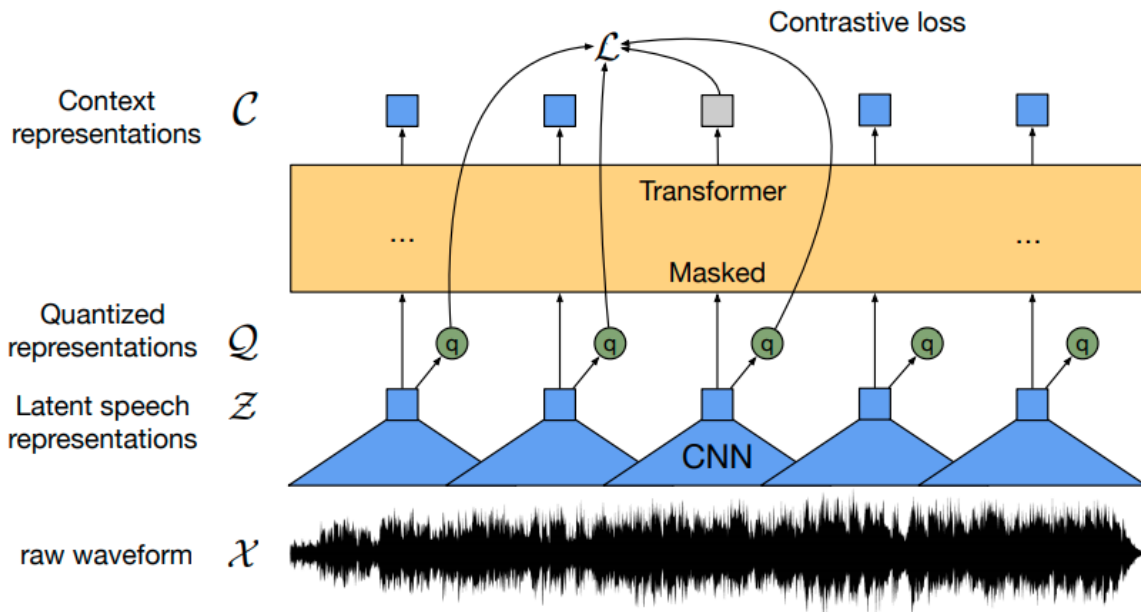 Contrastive loss
ℒ
Context
representations
𝒞
Transformer
...
...
Masked
Quantized
representations
𝒬
q
q
q
q
q
Latent speech
representations
𝒵
CNN
raw waveform
𝒳